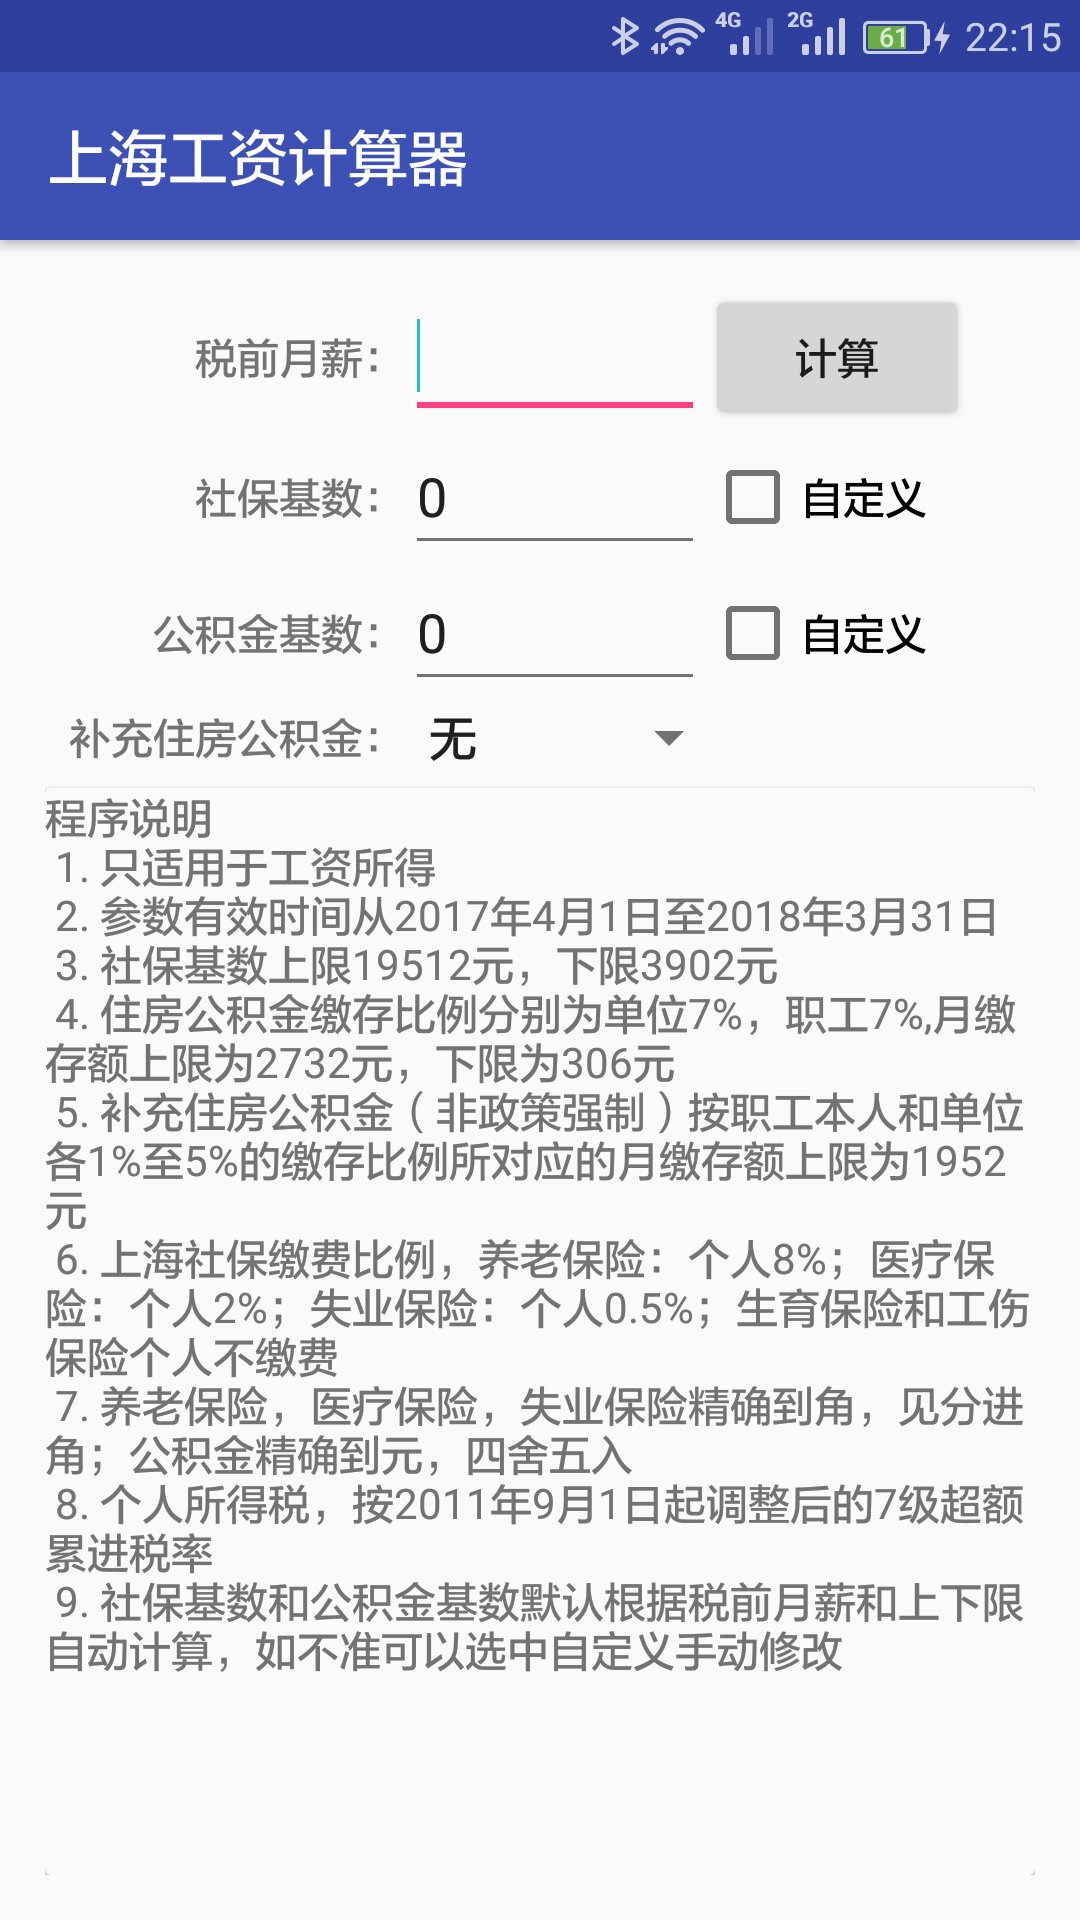 4G 2G 61 22:15
上海工资计算器
税前月薪： 计算
社保基数： 0 自定义
公积金基数： 0 自定义
补充住房公积金： 无
程序说明
1. 只适用于工资所得
2. 参数有效时间从2017年4月1日至2018年3月31日
3. 社保基数上限19512元，下限3902元
4. 住房公积金缴存比例分别为单位7%，职工7%,月缴
存额上限为2732元，下限为306元
5. 补充住房公积金（非政策强制）按职工本人和单位
各1%至5%的缴存比例所对应的月缴存额上限为1952
元
6. 上海社保缴费比例，养老保险：个人8%；医疗保
险：个人2%；失业保险：个人0.5%；生育保险和工伤
保险个人不缴费
7. 养老保险，医疗保险，失业保险精确到角，见分进
角；公积金精确到元，四舍五入
8. 个人所得税，按2011年9月1日起调整后的7级超额
累进税率
9. 社保基数和公积金基数默认根据税前月薪和上下限
自动计算，如不准可以选中自定义手动修改